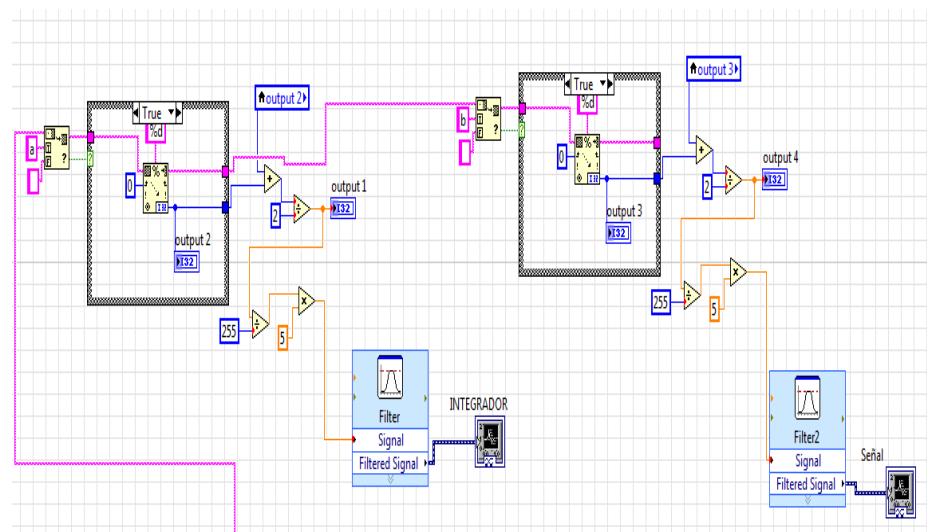 True
%d
a
?
?
0
output 2
I32
output 2
+
2
÷
output 1
I32
255
÷
5
x
Filter
Signal
Filtered Signal
INTEGRADOR
b
?
?
True
%d
0
output 3
I32
output 3
+
2
÷
output 4
I32
255
÷
5
x
Filter2
Signal
Filtered Signal
Señal